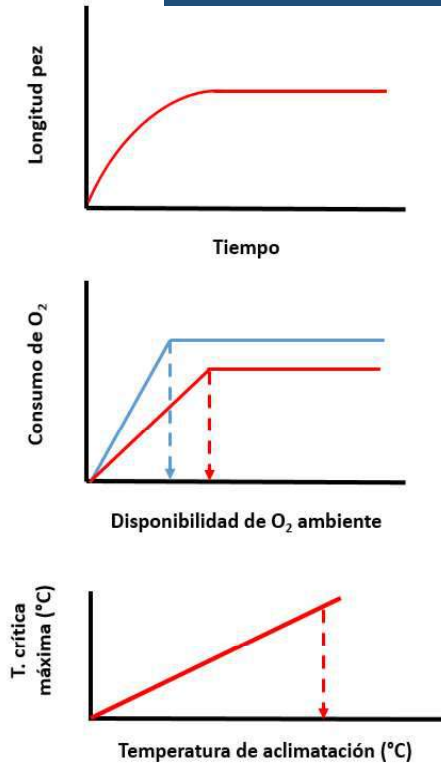 Longitud pez
Tiempo
Consumo de O₂
Disponibilidad de O₂ ambiente
T. crítica
máxima (°C)
Temperatura de aclimatación (°C)